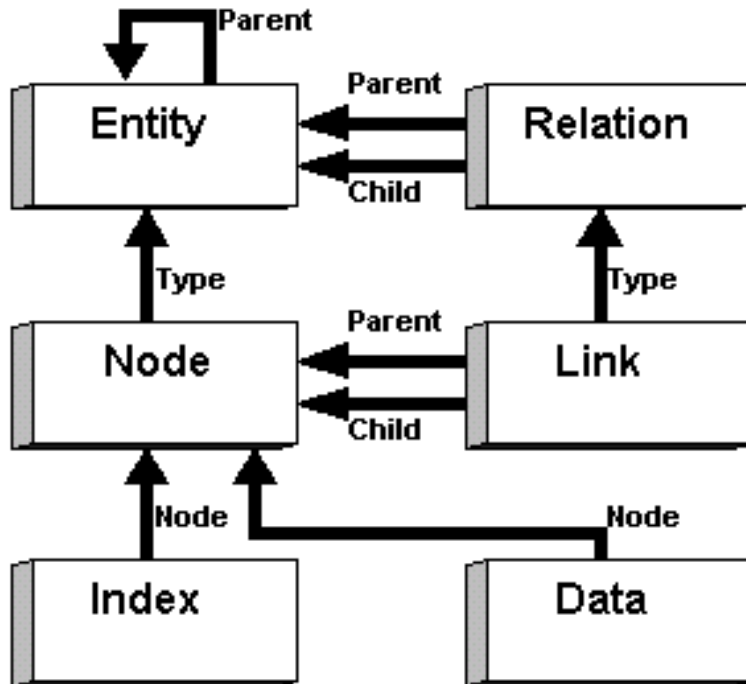 Parent
Entity
Parent
Child
Relation
Type
Type
Node
Parent
Child
Link
Node
Node
Index
Data